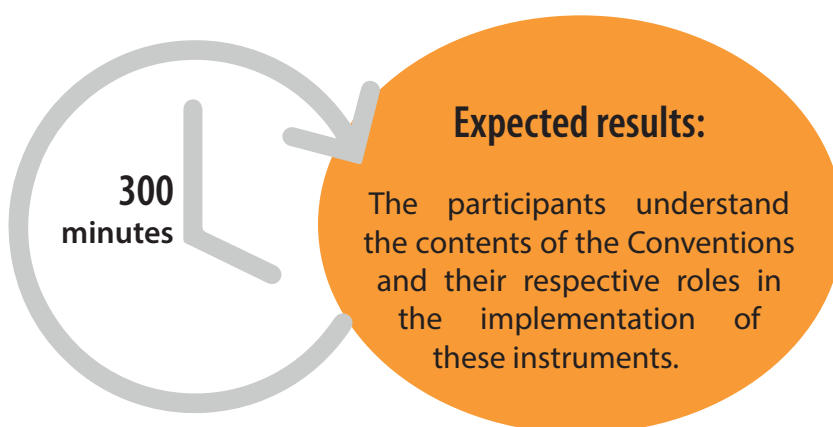 300
minutes
Expected results:
The participants understand
the contents of the Conventions
and their respective roles in
the implementation of
these instruments.